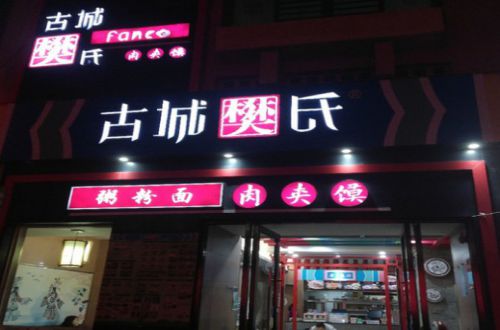 古城
fanco
樊氏
肉夹馍
古城樊氏®
粥粉面 肉夹馍